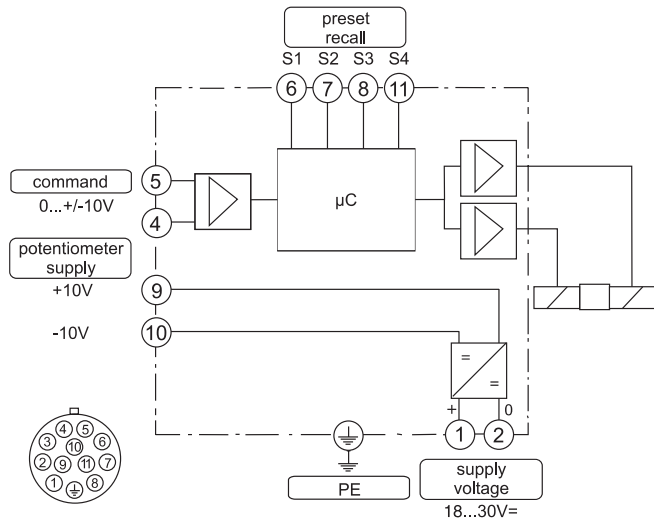 preset
recall
S1 S2 S3 S4
6 7 8 11
command
0...+/-10V
5
4
µC
potentiometer
supply
+10V
9
-10V
10
=
=
+ 0
1 2
PE
supply
voltage
18...30V=
4 5
3 10 6
2 9 11 7
1 8